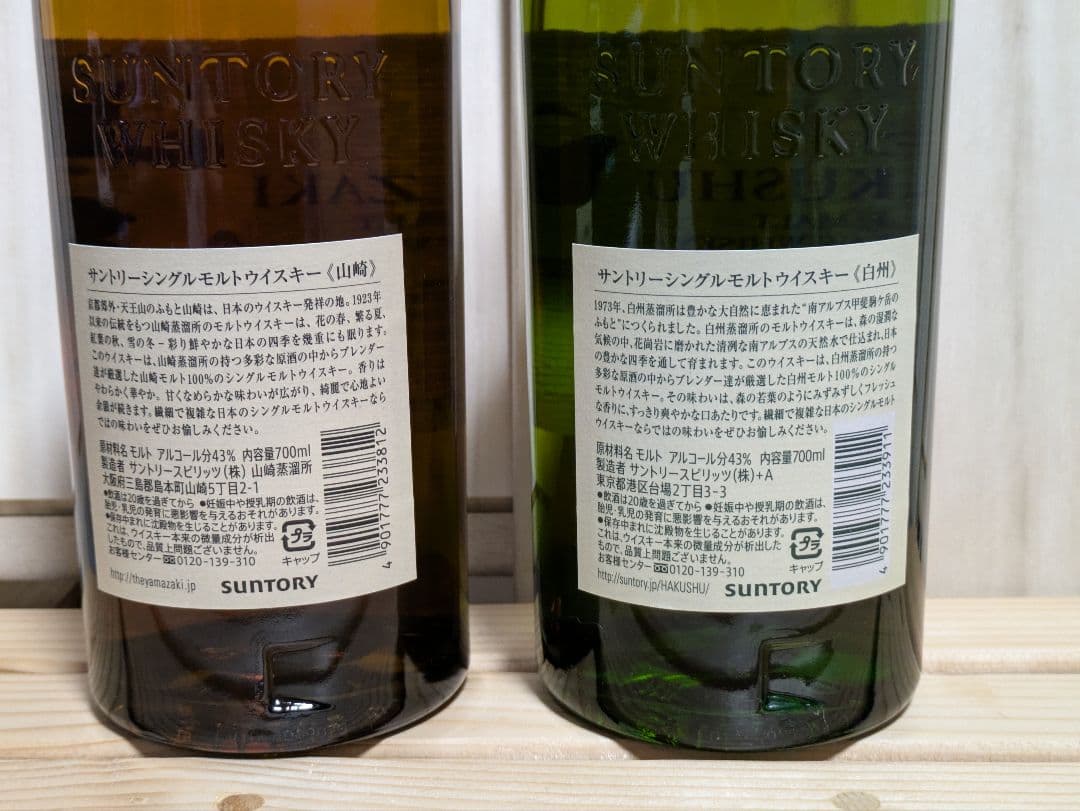 SUNTORY
WHISKY
ZAKI
サントリーシングルモルトウイスキー《山崎》
京都郊外・天王山のふもと山崎は、日本のウイスキー発祥の地。1923年
以来の伝統をもつ山崎蒸溜所のモルトウイスキーは、花の春、繁る夏、
紅葉の秋、雪の冬－彩り鮮やかな日本の四季を幾重にも眠ります。
このウイスキーは、山崎蒸溜所の持つ多彩な原酒の中からブレンダー
達が厳選した山崎モルト100%のシングルモルトウイスキー。香りは
やわらかく華やか。甘くなめらかな味わいが広がり、綺麗で心地よい
余韻が続きます。繊細で複雑な日本のシングルモルトウイスキーなら
ではの味わいをぜひお愉しみください。
原材料名 モルト アルコール分43% 内容量700ml
製造者 サントリースピリッツ(株) 山崎蒸溜所
大阪府三島郡島本町山崎5丁目2-1
●飲酒は20歳を過ぎてから ●妊娠中や授乳期の飲酒は、
胎児・乳児の発育に悪影響を与えるおそれがあります。
●保存中まれに沈殿物を生じることがあります。
これは、ウイスキー本来の微量成分が析出
したもので、品質上問題ございません。
お客様センター 0120-139-310
プラ
キャップ
http://theyamazaki.jp
SUNTORY
4 901777 233812
SUNTORY
WHISKY
KUSHU
サントリーシングルモルトウイスキー《白州》
1973年、白州蒸溜所は豊かな大自然に恵まれた“南アルプス甲斐駒ケ岳の
ふもと”につくられました。白州蒸溜所のモルトウイスキーは、森の湿潤な
気候の中、花崗岩に磨かれた清冽な南アルプスの天然水で仕込まれ、日本
の豊かな四季を通して育まれます。このウイスキーは、白州蒸溜所の持つ
多彩な原酒の中からブレンダー達が厳選した白州モルト100%のシングル
モルトウイスキー。その味わいは、森の若葉のようにみずみずしくフレッシュ
な香りに、すっきり爽やかな口あたりです。繊細で複雑な日本のシングルモルト
ウイスキーならではの味わいをぜひお愉しみください。
原材料名 モルト アルコール分43% 内容量700ml
製造者 サントリースピリッツ(株)+A
東京都港区台場2丁目3-3
●飲酒は20歳を過ぎてから ●妊娠中や授乳期の飲酒は、
胎児・乳児の発育に悪影響を与えるおそれがあります。
●保存中まれに沈殿物を生じることがあります。
これは、ウイスキー本来の微量成分が析出した
もので、品質上問題ございません。
お客様センター 0120-139-310
プラ
キャップ
http://suntory.jp/HAKUSHU/
SUNTORY
4 901777 233911